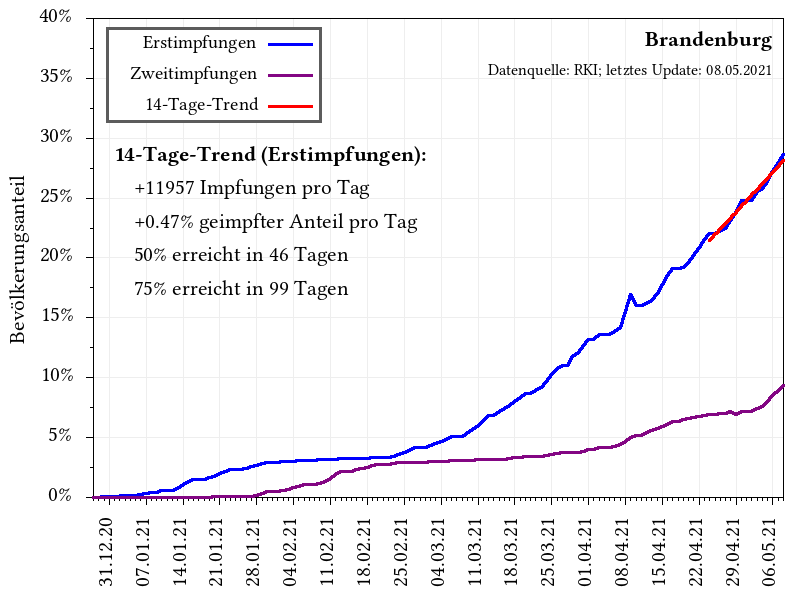 40%
35%
30%
25%
20%
15%
10%
5%
0%
Bevölkerungsanteil
Erstimpfungen
Zweitimpfungen
14-Tage-Trend
Brandenburg
Datenquelle: RKI; letztes Update: 08.05.2021
14-Tage-Trend (Erstimpfungen):
+11957 Impfungen pro Tag
+0.47% geimpfter Anteil pro Tag
50% erreicht in 46 Tagen
75% erreicht in 99 Tagen
31.12.20
07.01.21
14.01.21
21.01.21
28.01.21
04.02.21
11.02.21
18.02.21
25.02.21
04.03.21
11.03.21
18.03.21
25.03.21
01.04.21
08.04.21
15.04.21
22.04.21
29.04.21
06.05.21